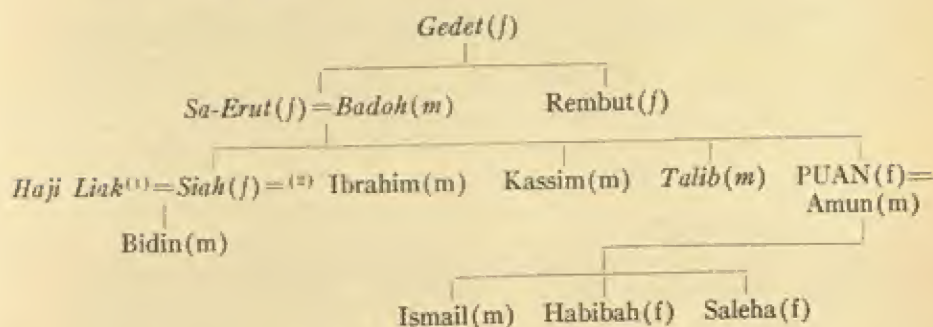 Gedet(f)
Sa-Erut(f)=Badoh(m) Rembut(f)
Haji Liak(1)=Siah(f)=(2) Ibrahim(m) Kassim(m) Talib(m) PUAN(f)=
Amun(m)
Bidin(m)
Ismail(m) Habibah(f) Saleha(f)